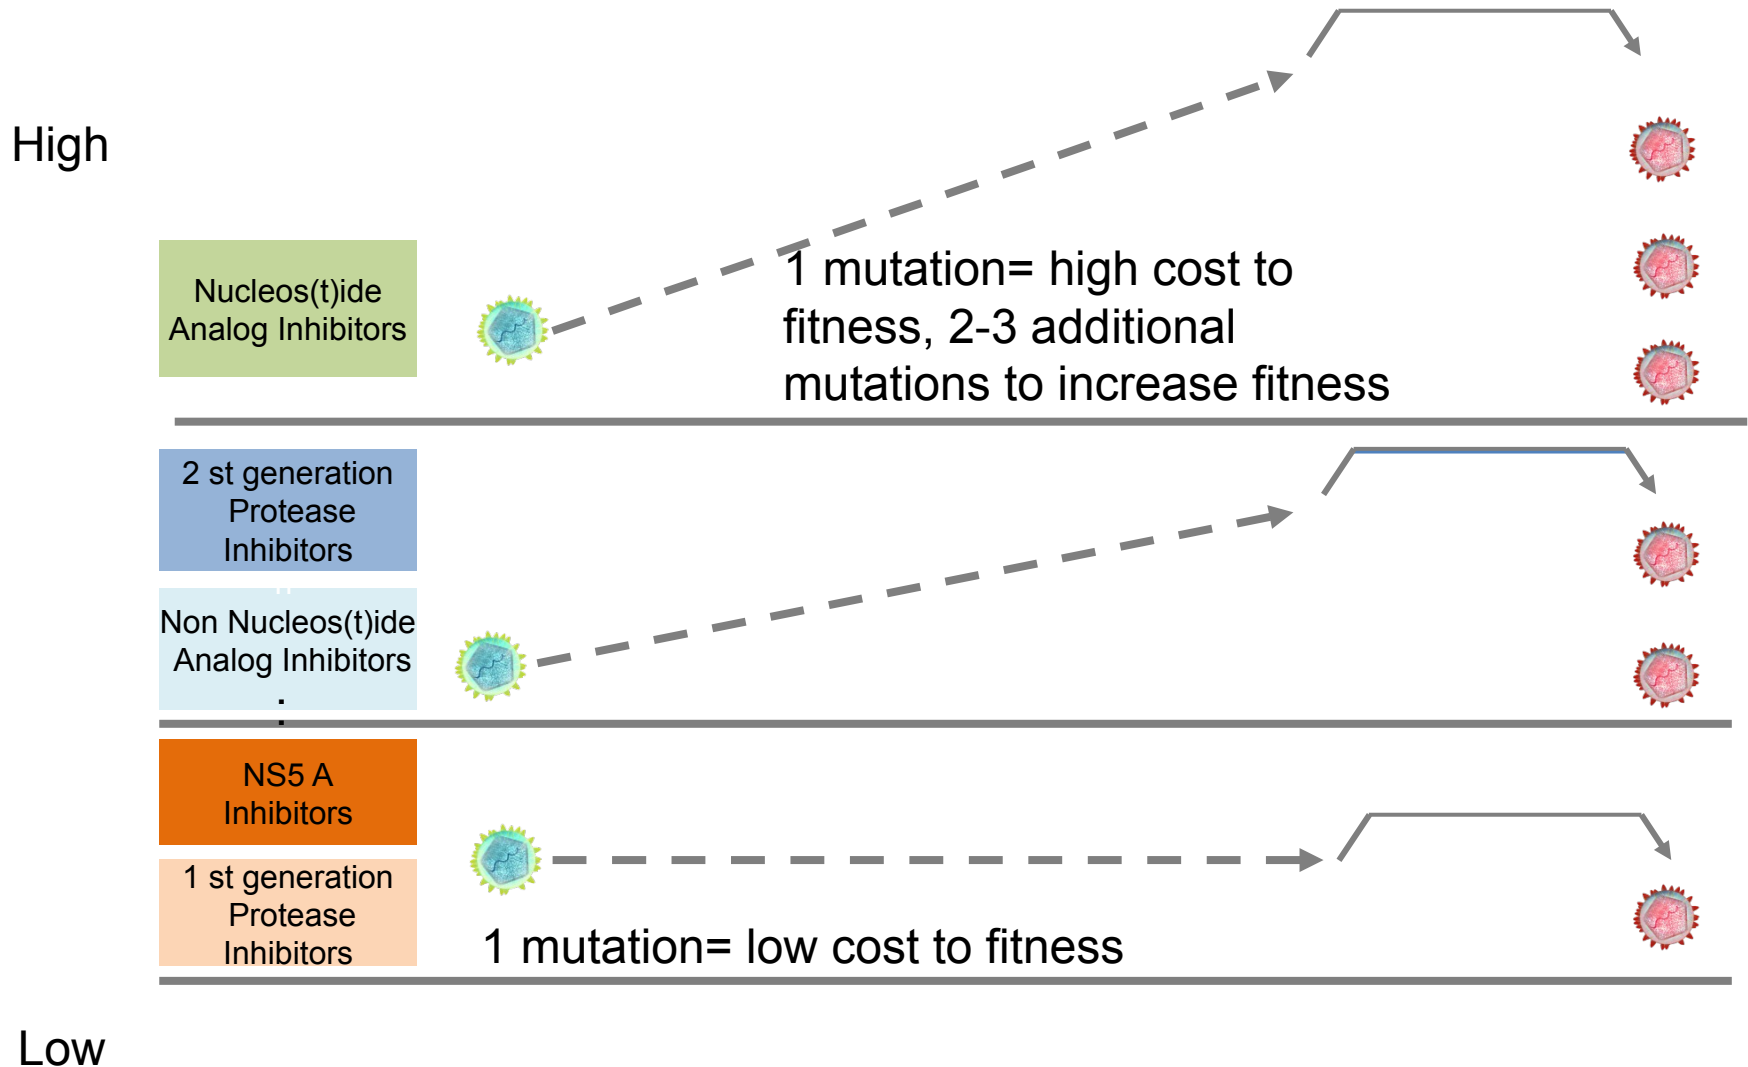 High
Nucleos(t)ide
Analog Inhibitors
1 mutation= high cost to
fitness, 2-3 additional
mutations to increase fitness
2 st generation
Protease
Inhibitors
Non Nucleos(t)ide
Analog Inhibitors
:
NS5 A
Inhibitors
1 st generation
Protease
Inhibitors
1 mutation= low cost to fitness
Low